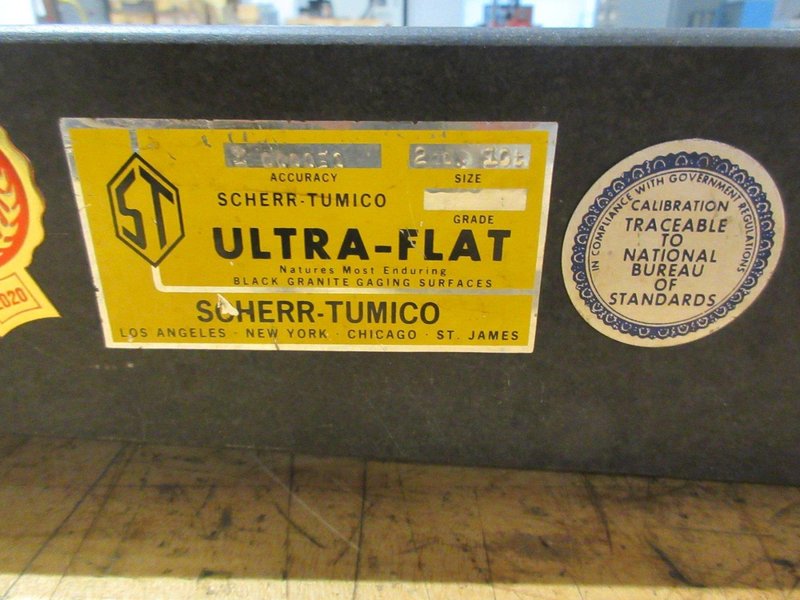 ACCURACY
SIZE
SCHERR-TUMICO
GRADE
ST
ULTRA-FLAT
Natures Most Enduring
BLACK GRANITE GAGING SURFACES
SCHERR-TUMICO
LOS ANGELES · NEW YORK · CHICAGO · ST. JAMES
IN COMPLIANCE WITH GOVERNMENT REGULATIONS
CALIBRATION
TRACEABLE
TO
NATIONAL
BUREAU
OF
STANDARDS
2020